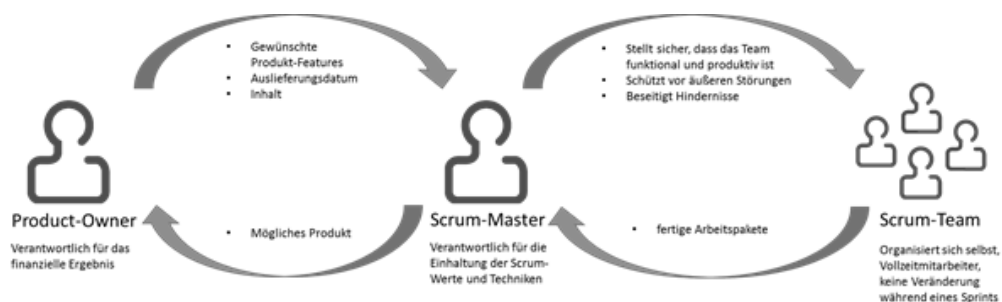 Gewünschte
Produkt-Features
Auslieferungsdatum
Inhalt
Stellt sicher, dass das Team
funktional und produktiv ist
Schützt vor äußeren Störungen
Beseitigt Hindernisse
Product-Owner
Verantwortlich für das
finanzielle Ergebnis
Mögliches Produkt
Scrum-Master
Verantwortlich für die
Einhaltung der Scrum-
Werte und Techniken
fertige Arbeitspakete
Scrum-Team
Organisiert sich selbst,
Vollzeitmitarbeiter,
keine Veränderung
während eines Sprints